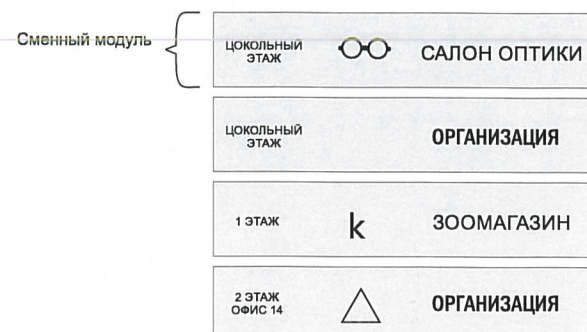 Сменный модуль
ЦОКОЛЬНЫЙ
ЭТАЖ
САЛОН ОПТИКИ
ЦОКОЛЬНЫЙ
ЭТАЖ
ОРГАНИЗАЦИЯ
1 ЭТАЖ
k
ЗООМАГАЗИН
2 ЭТАЖ
ОФИС 14
ОРГАНИЗАЦИЯ